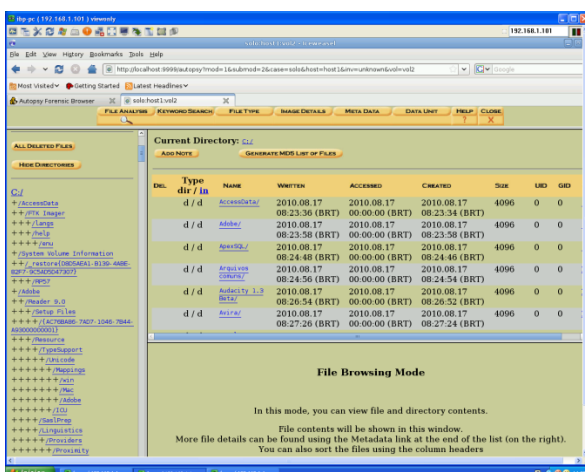 ibp-pc ( 192.168.1.101 ) viewonly
192.168.1.101
File Edit View History Bookmarks Tools Help
http://localhost:9999/autopsy?mod=1&submod=2&case=solo&host=host1&inv=unknown&vol=vol2
Google
Most Visited Getting Started Latest Headlines
Autopsy Forensic Browser
solo:host1:vol2
FILE ANALYSIS KEYWORD SEARCH FILE TYPE IMAGE DETAILS META DATA DATA UNIT HELP CLOSE
? X
ALL DELETED FILES
HIDE DIRECTORIES
C:/
+/AccessData
++/FTK Imager
+++/langs
+++/help
++++/enu
+/System Volume Information
+++/RP57
+/Adobe
++/Reader 9.0
+++/Setup Files
+++/Resource
++++/TypeSupport
+++++/Unicode
++++++/Mappings
+++++++/win
+++++++/Mac
+++++++/Adobe
++++++/ICU
++++/SaslPrep
++++/Linguistics
+++++/Providers
++++++/Proximity
Current Directory: C:/
ADD NOTE GENERATE MD5 LIST OF FILES
DEL Type dir / in NAME WRITTEN ACCESSED CREATED SIZE UID GID
d / d AccessData/ 2010.08.17 2010.08.17 2010.08.17 4096 0 0
08:23:36 (BRT) 00:00:00 (BRT) 08:23:34 (BRT)
d / d Adobe/ 2010.08.17 2010.08.17 2010.08.17 4096 0 0
08:23:58 (BRT) 00:00:00 (BRT) 08:23:58 (BRT)
d / d ApexSQL/ 2010.08.17 2010.08.17 2010.08.17 4096 0 0
08:24:48 (BRT) 00:00:00 (BRT) 08:24:46 (BRT)
d / d Arquivos comuns/ 2010.08.17 2010.08.17 2010.08.17 4096 0 0
08:24:56 (BRT) 00:00:00 (BRT) 08:24:54 (BRT)
d / d Audacity 1.3 Beta/ 2010.08.17 2010.08.17 2010.08.17 4096 0 0
08:26:54 (BRT) 00:00:00 (BRT) 08:26:52 (BRT)
d / d Avira/ 2010.08.17 2010.08.17 2010.08.17 4096 0 0
08:27:26 (BRT) 00:00:00 (BRT) 08:27:24 (BRT)
File Browsing Mode
In this mode, you can view file and directory contents.
File contents will be shown in this window.
More file details can be found using the Metadata link at the end of the list (on the right).
You can also sort the files using the column headers